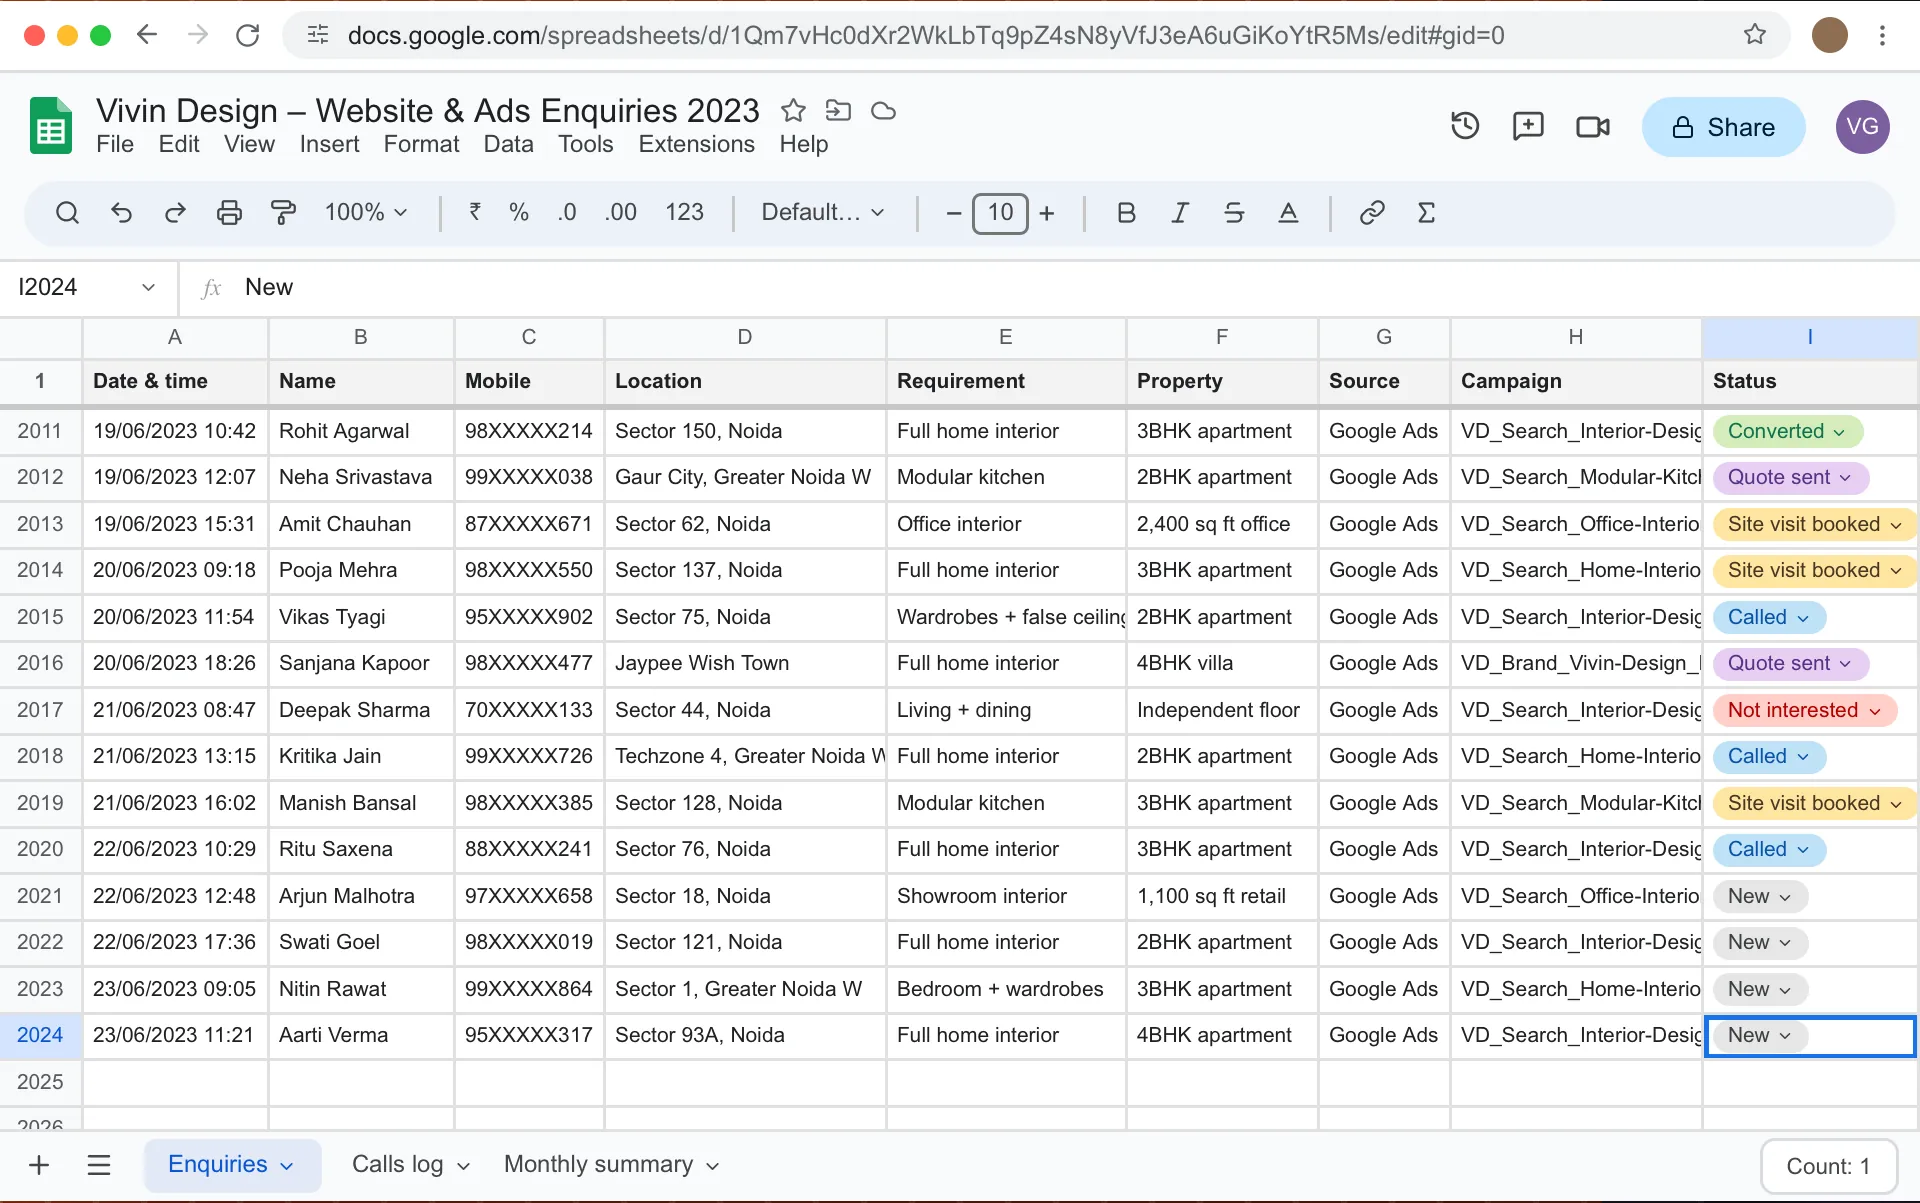 docs.google.com/spreadsheets/d/1Qm7vHc0dXr2WkLbTq9pZ4sN8yVfJ3eA6uGiKoYtR5Ms/edit#gid=0
Vivin Design – Website & Ads Enquiries 2023
File Edit View Insert Format Data Tools Extensions Help
Share
VG
100% ₹ % .0 .00 123 Default... − 10 + B I S A Σ
I2024 fx New
A B C D E F G H I
1 Date & time Name Mobile Location Requirement Property Source Campaign Status
2011 19/06/2023 10:42 Rohit Agarwal 98XXXXX214 Sector 150, Noida Full home interior 3BHK apartment Google Ads VD_Search_Interior-Desig Converted
2012 19/06/2023 12:07 Neha Srivastava 99XXXXX038 Gaur City, Greater Noida W Modular kitchen 2BHK apartment Google Ads VD_Search_Modular-Kitch Quote sent
2013 19/06/2023 15:31 Amit Chauhan 87XXXXX671 Sector 62, Noida Office interior 2,400 sq ft office Google Ads VD_Search_Office-Interio Site visit booked
2014 20/06/2023 09:18 Pooja Mehra 98XXXXX550 Sector 137, Noida Full home interior 3BHK apartment Google Ads VD_Search_Home-Interio Site visit booked
2015 20/06/2023 11:54 Vikas Tyagi 95XXXXX902 Sector 75, Noida Wardrobes + false ceiling 2BHK apartment Google Ads VD_Search_Interior-Desig Called
2016 20/06/2023 18:26 Sanjana Kapoor 98XXXXX477 Jaypee Wish Town Full home interior 4BHK villa Google Ads VD_Brand_Vivin-Design_ Quote sent
2017 21/06/2023 08:47 Deepak Sharma 70XXXXX133 Sector 44, Noida Living + dining Independent floor Google Ads VD_Search_Interior-Desig Not interested
2018 21/06/2023 13:15 Kritika Jain 99XXXXX726 Techzone 4, Greater Noida W Full home interior 2BHK apartment Google Ads VD_Search_Home-Interio Called
2019 21/06/2023 16:02 Manish Bansal 98XXXXX385 Sector 128, Noida Modular kitchen 3BHK apartment Google Ads VD_Search_Modular-Kitch Site visit booked
2020 22/06/2023 10:29 Ritu Saxena 88XXXXX241 Sector 76, Noida Full home interior 3BHK apartment Google Ads VD_Search_Interior-Desig Called
2021 22/06/2023 12:48 Arjun Malhotra 97XXXXX658 Sector 18, Noida Showroom interior 1,100 sq ft retail Google Ads VD_Search_Office-Interio New
2022 22/06/2023 17:36 Swati Goel 98XXXXX019 Sector 121, Noida Full home interior 2BHK apartment Google Ads VD_Search_Interior-Desig New
2023 23/06/2023 09:05 Nitin Rawat 99XXXXX864 Sector 1, Greater Noida W Bedroom + wardrobes 3BHK apartment Google Ads VD_Search_Home-Interio New
2024 23/06/2023 11:21 Aarti Verma 95XXXXX317 Sector 93A, Noida Full home interior 4BHK apartment Google Ads VD_Search_Interior-Desig New
2025
2026
Enquiries Calls log Monthly summary Count: 1